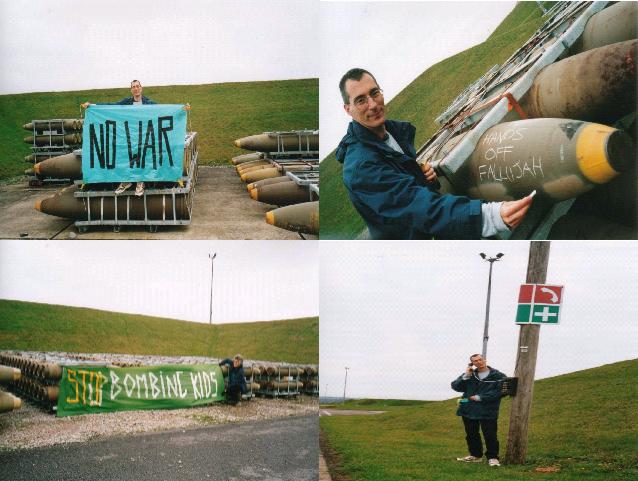 NO WAR
HANDS
OFF
FALLUJAH
STOP BOMBING KIDS